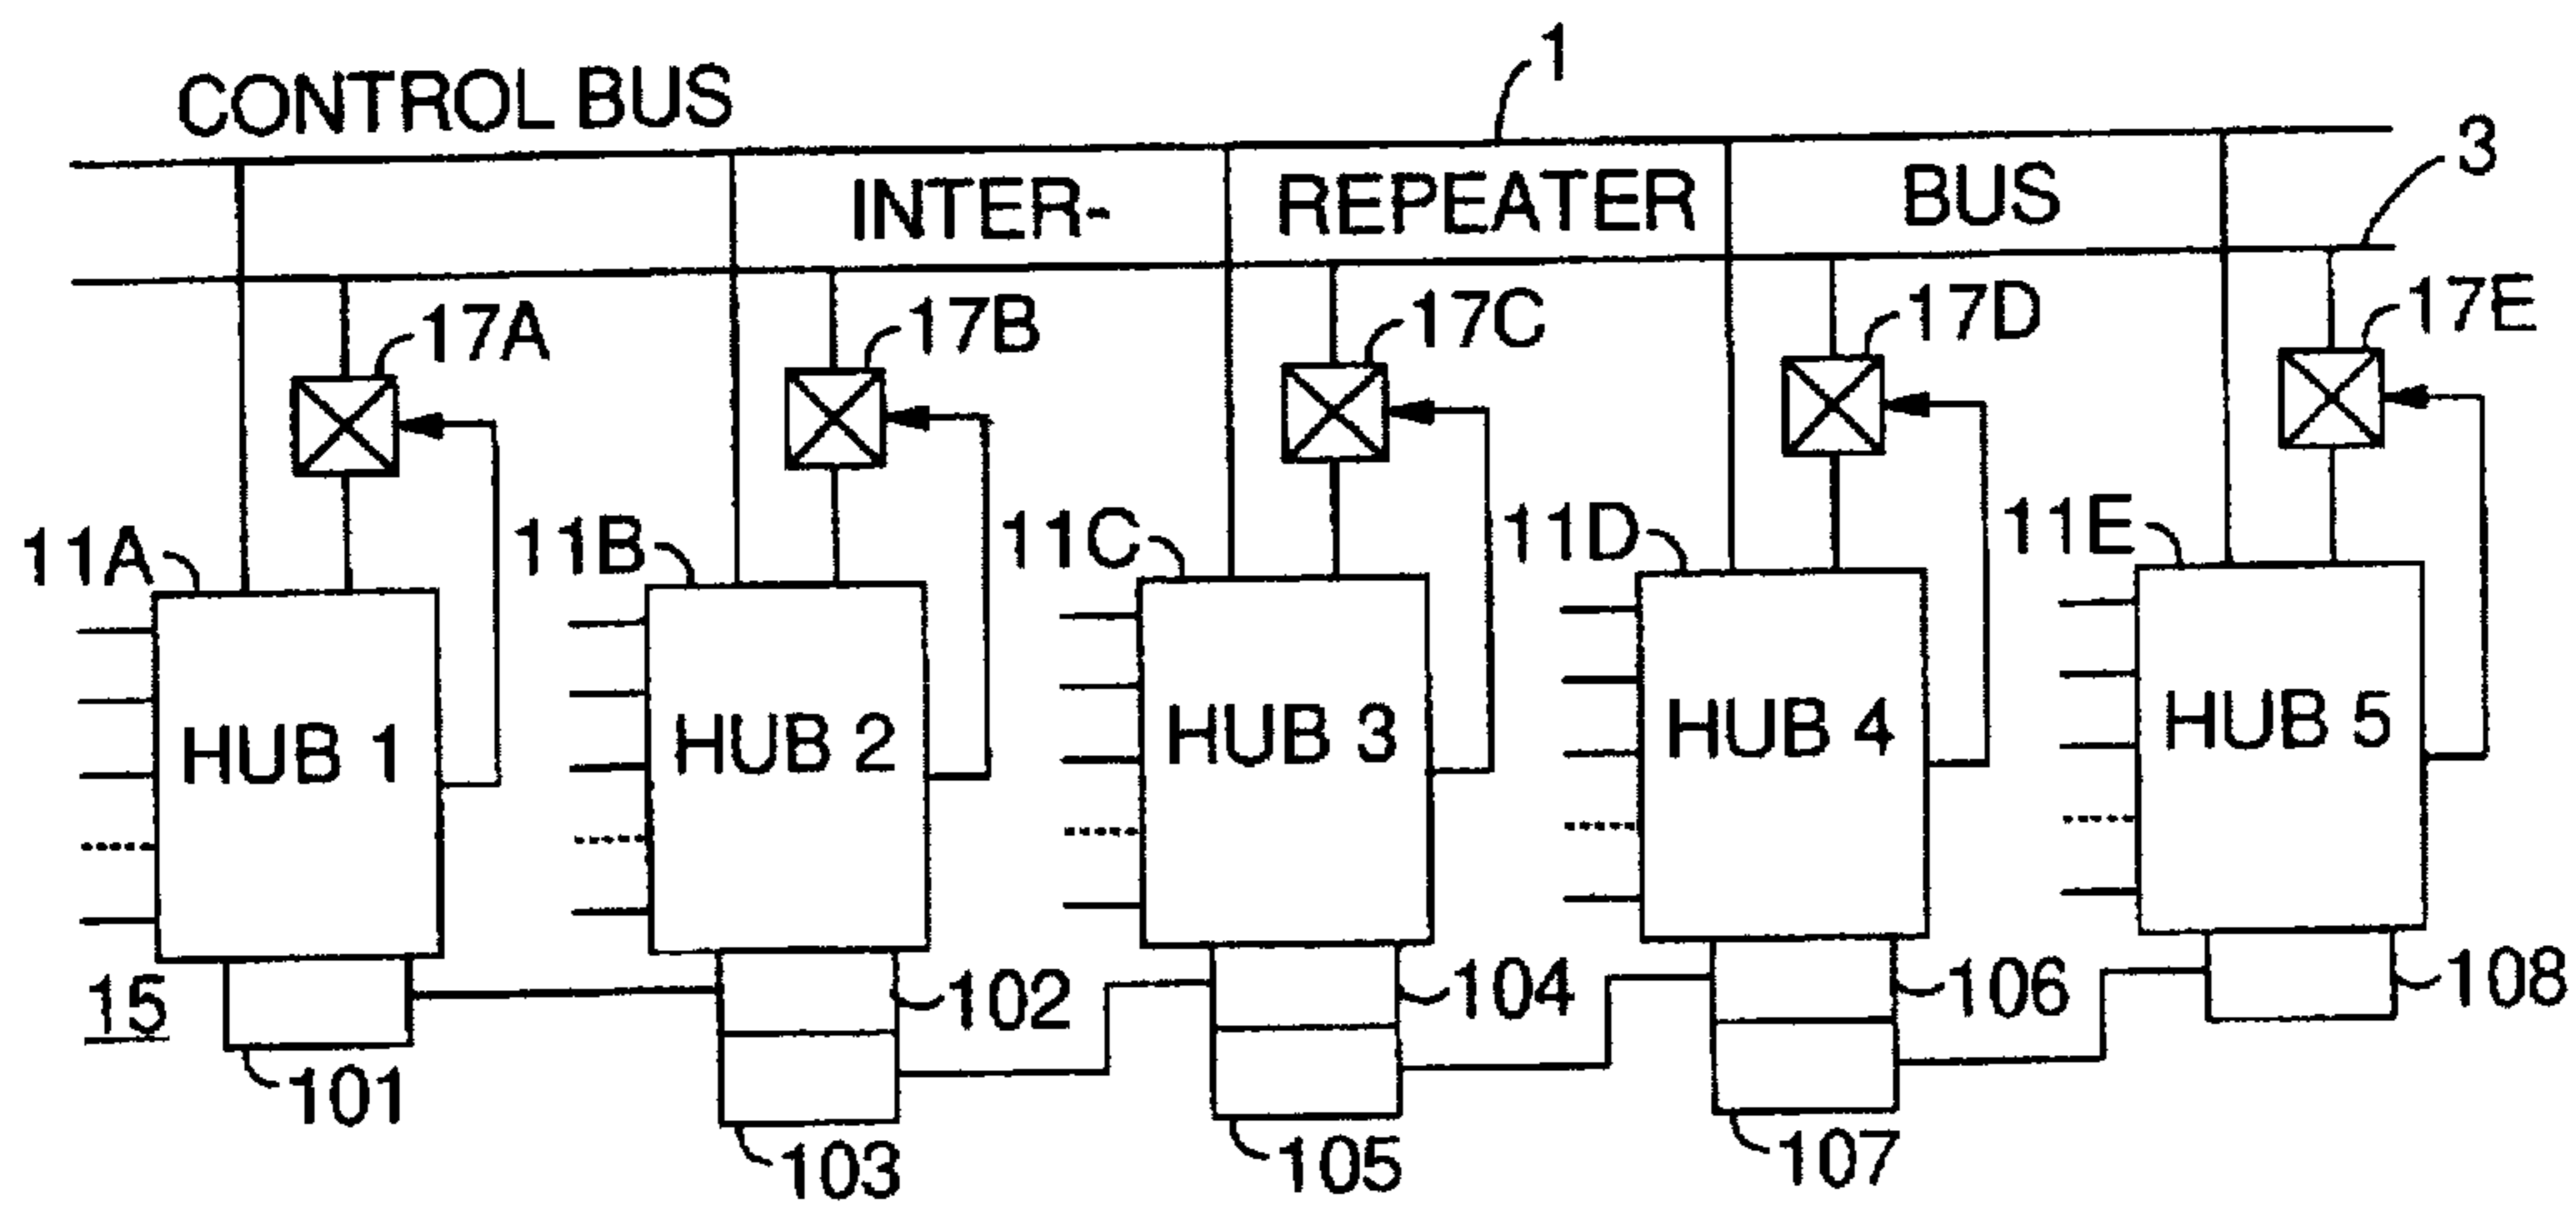 1
CONTROL BUS
3
INTER- REPEATER BUS
17A 17B 17C 17D 17E
11A 11B 11C 11D 11E
HUB 1 HUB 2 HUB 3 HUB 4 HUB 5
15 102 104 106 108
101 103 105 107